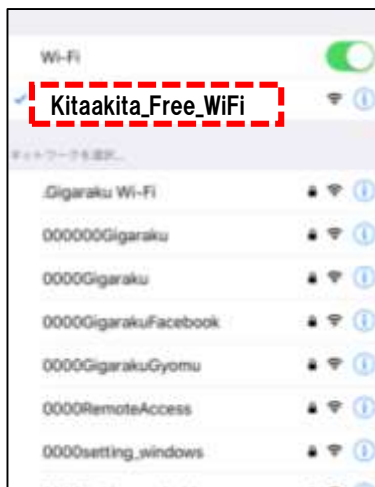 Wi-Fi
Kitaakita_Free_WiFi
ネットワークを選択...
.Gigaraku Wi-Fi
000000Gigaraku
0000Gigaraku
0000GigarakuFacebook
0000GigarakuGyomu
0000RemoteAccess
0000setting_windows